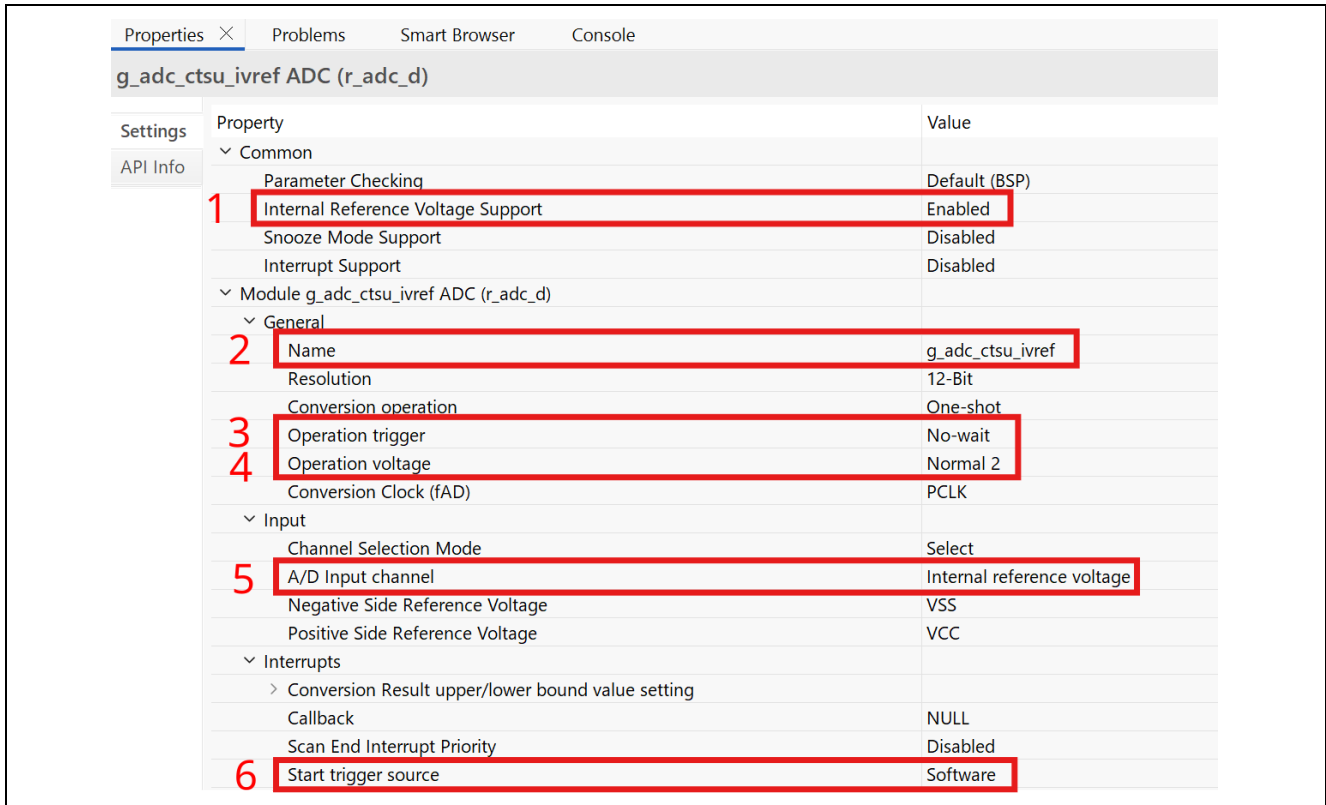 Properties Problems Smart Browser Console
g_adc_ctsu_ivref ADC (r_adc_d)
Settings
API Info
Property Value
Common
Parameter Checking Default (BSP)
1 Internal Reference Voltage Support Enabled
Snooze Mode Support Disabled
Interrupt Support Disabled
Module g_adc_ctsu_ivref ADC (r_adc_d)
General
2 Name g_adc_ctsu_ivref
Resolution 12-Bit
Conversion operation One-shot
3 Operation trigger No-wait
4 Operation voltage Normal 2
Conversion Clock (fAD) PCLK
Input
Channel Selection Mode Select
5 A/D Input channel Internal reference voltage
Negative Side Reference Voltage VSS
Positive Side Reference Voltage VCC
Interrupts
Conversion Result upper/lower bound value setting
Callback NULL
Scan End Interrupt Priority Disabled
6 Start trigger source Software